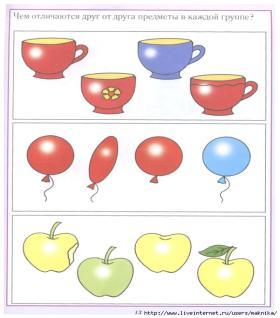 Чем отличаются друг от друга предметы в каждой группе?
13 http://www.liveinternet.ru/users/maknika/